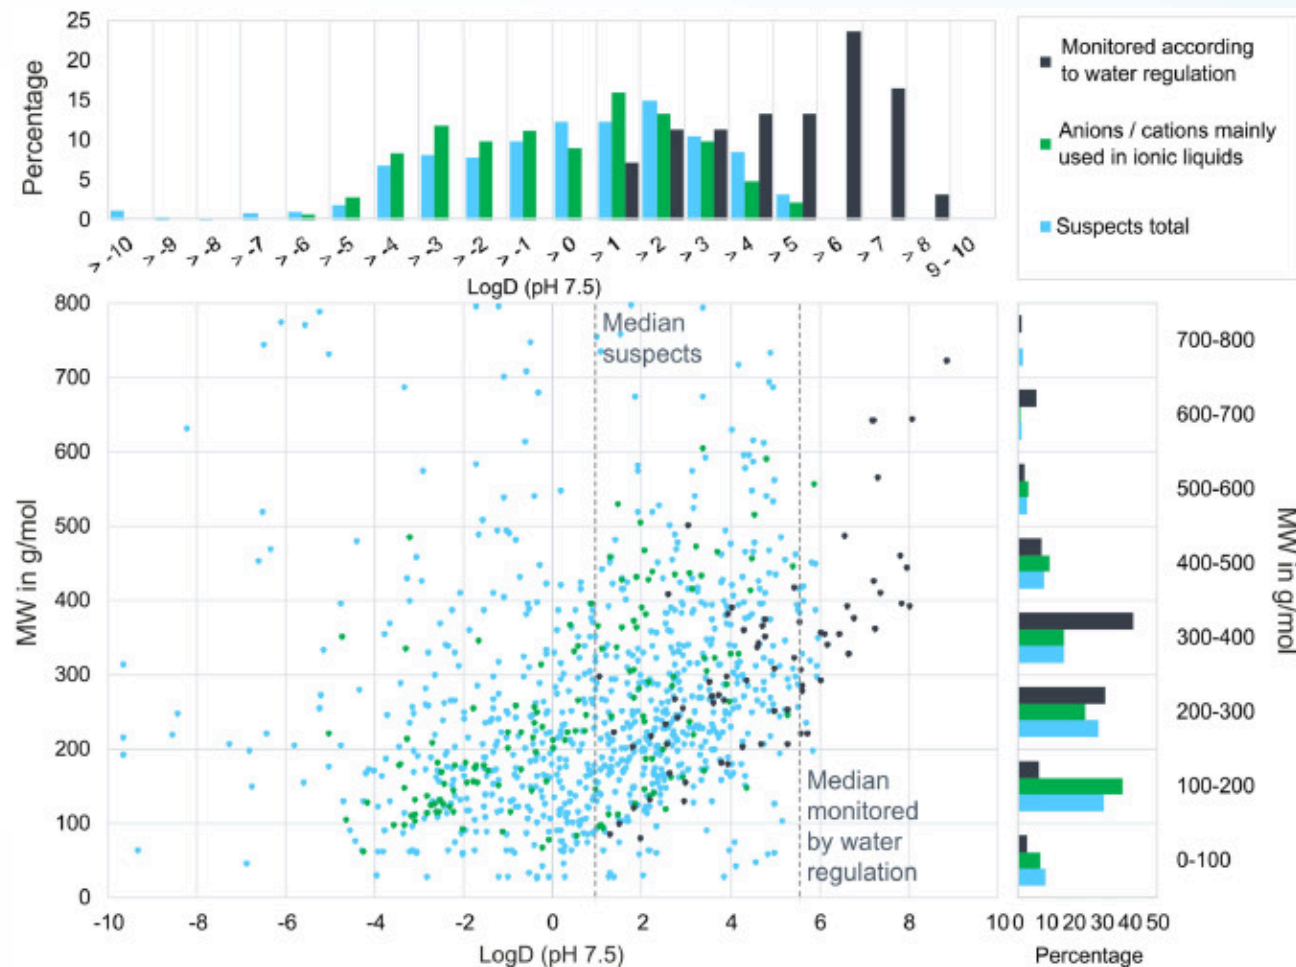 25
20
15
10
5
0
Percentage
> -10
> -9
> -8
> -7
> -6
> -5
> -4
> -3
> -2
> -1
> 0
> 1
> 2
> 3
> 4
> 5
> 6
> 7
> 8
9 - 10
LogD (pH 7.5)
Monitored according
to water regulation
Anions / cations mainly
used in ionic liquids
Suspects total
800
700
600
500
400
300
200
100
0
MW in g/mol
Median
suspects
Median
monitored
by water
regulation
-10
-8
-6
-4
-2
0
2
4
6
8
10
LogD (pH 7.5)
700-800
600-700
500-600
400-500
300-400
200-300
100-200
0-100
MW in g/mol
0 10 20 30 40 50
Percentage